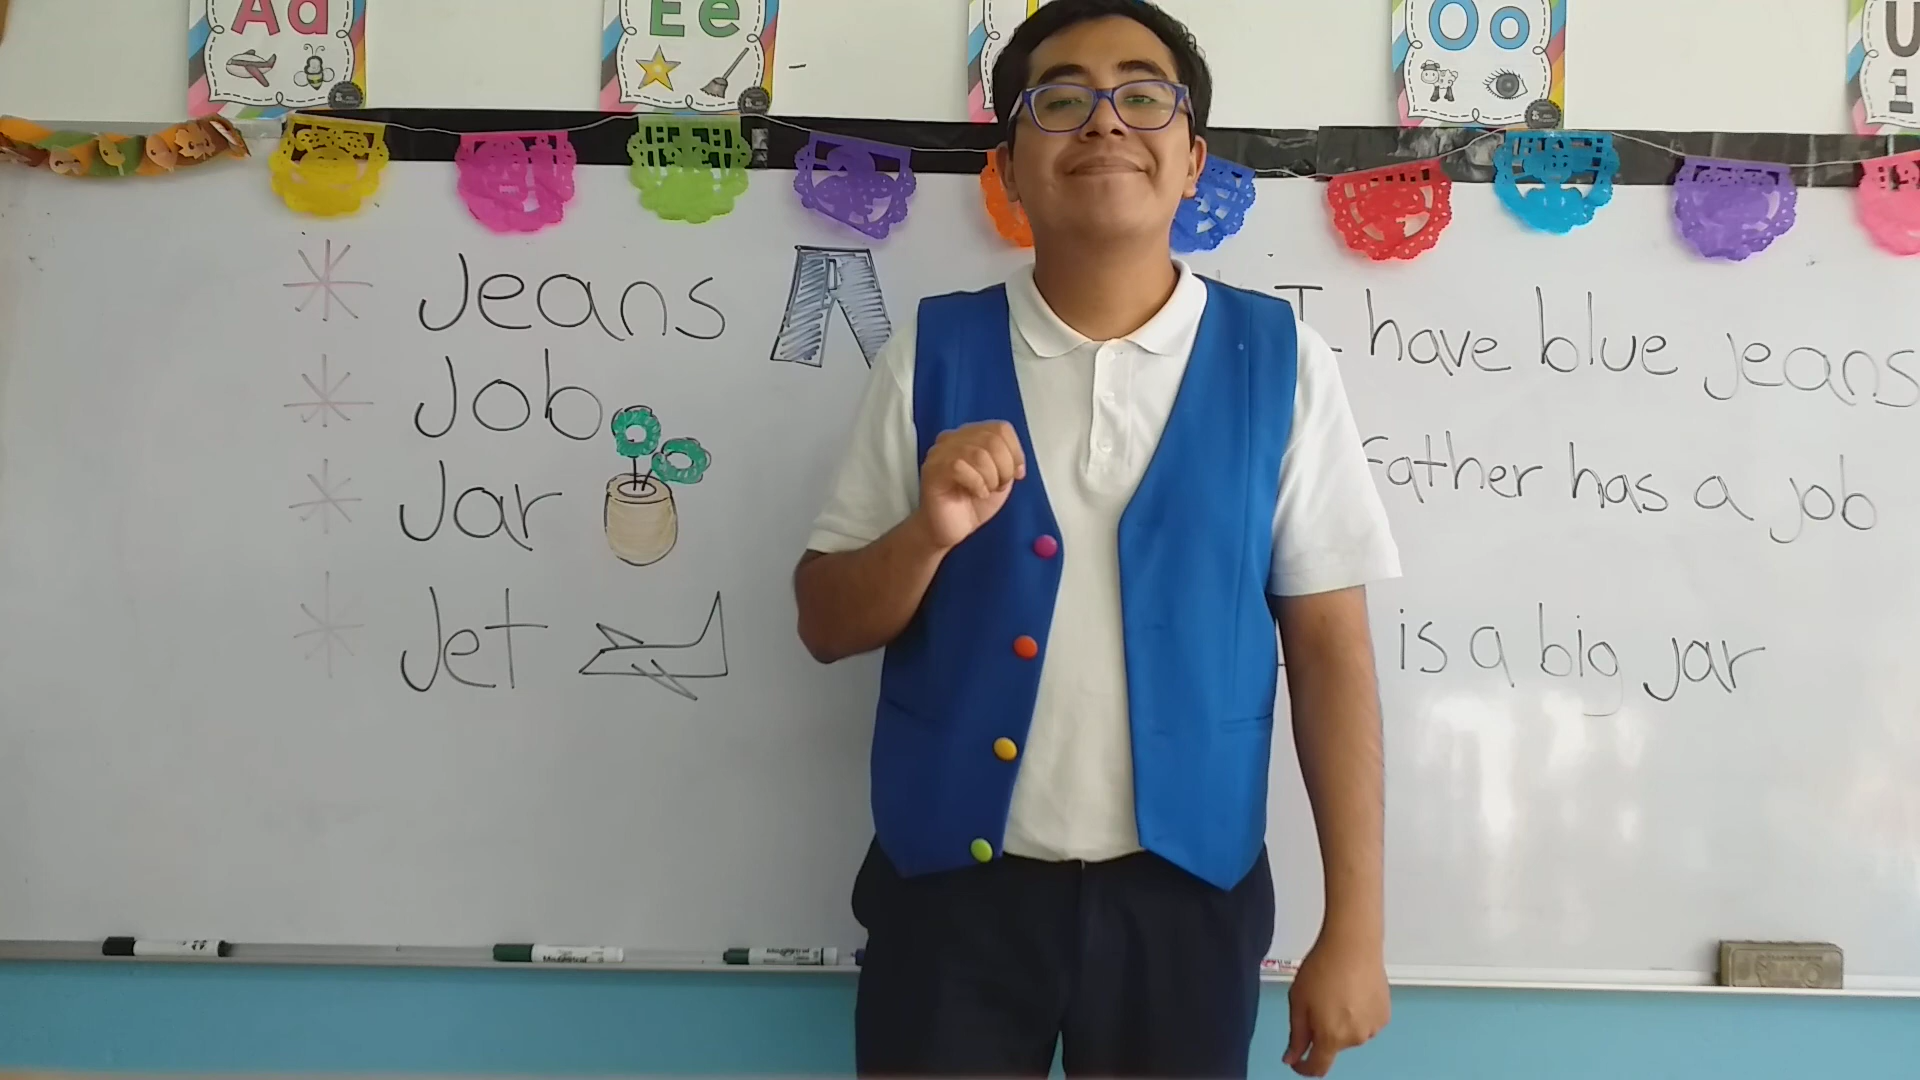 Aa
Ee
Oo
U
Jeans
Job
Jar
Jet
I have blue jeans
Father has a job
is a big jar